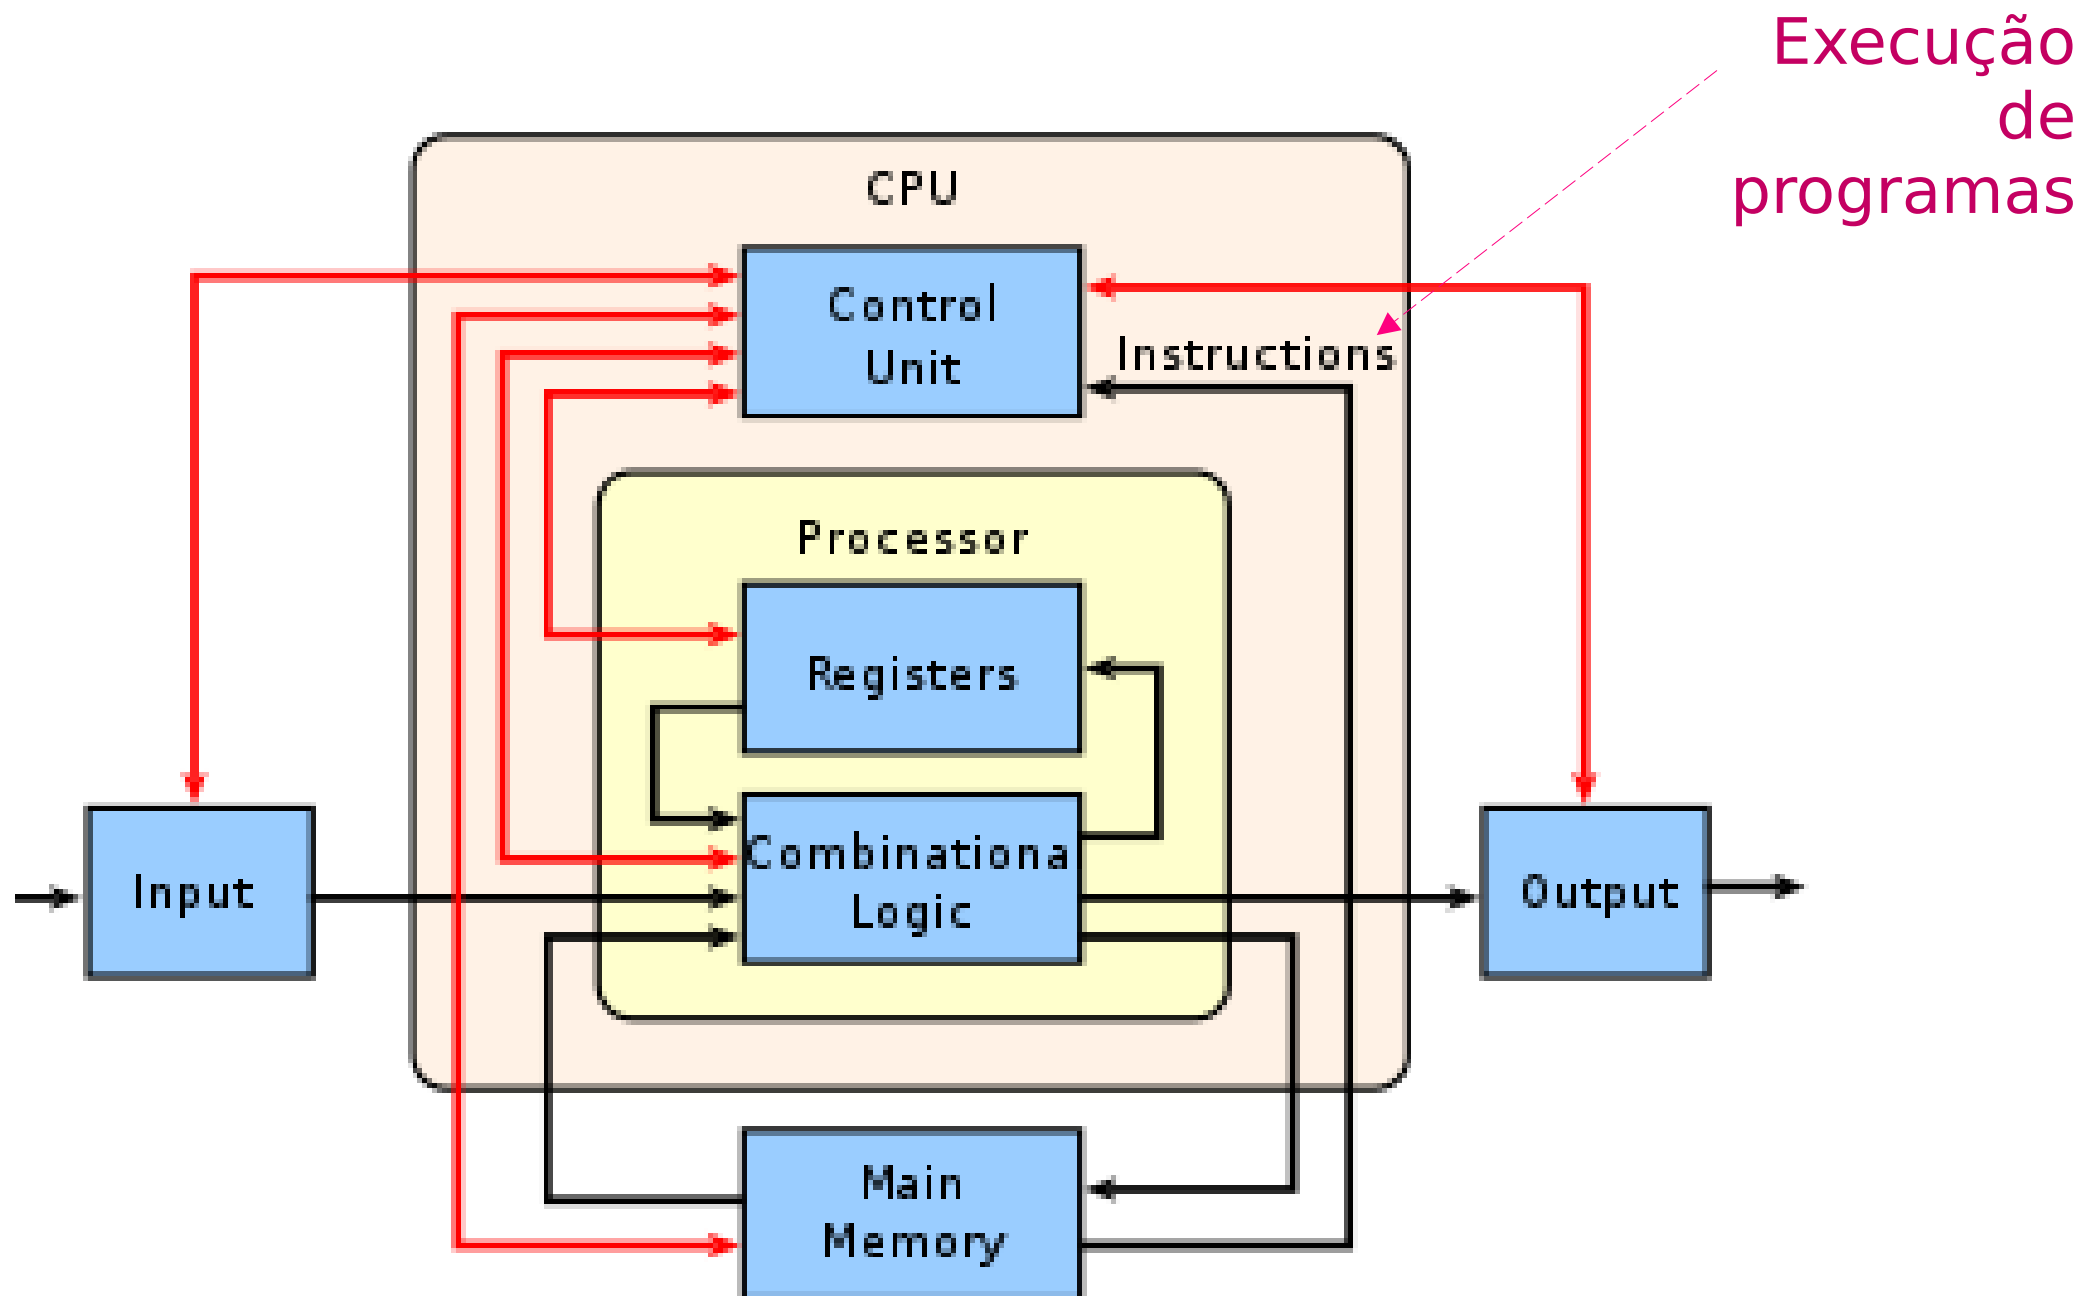 Execução
de
programas
CPU
Control
Unit
Instructions
Processor
Registers
Combinationa
Logic
Input
Output
Main
Memory